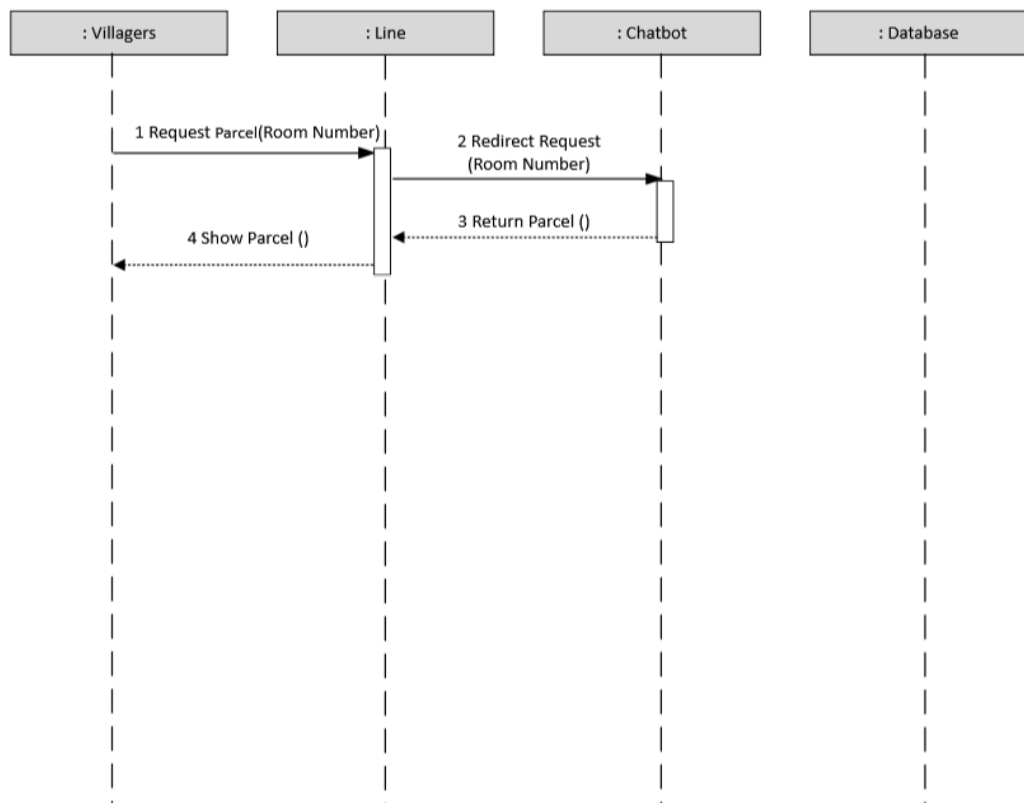 : Villagers
: Line
: Chatbot
: Database
1 Request Parcel(Room Number)
2 Redirect Request
(Room Number)
3 Return Parcel ()
4 Show Parcel ()